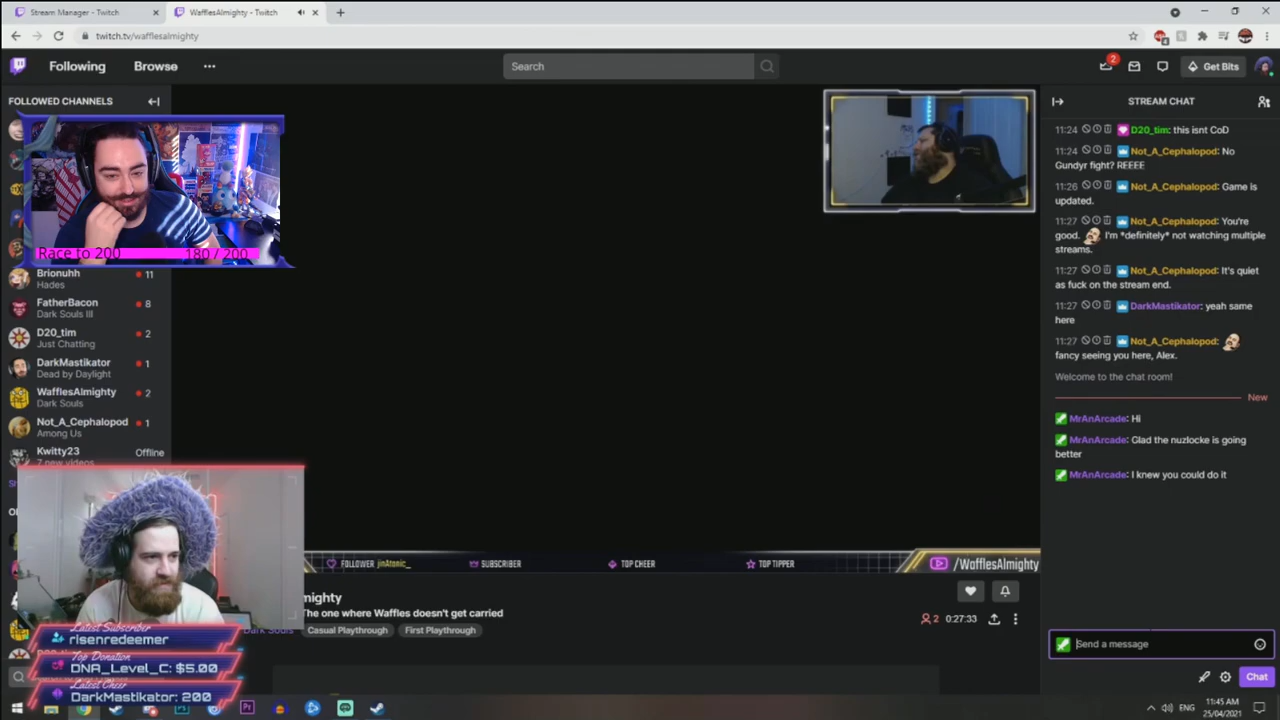 Stream Manager - Twitch
WafflesAlmighty - Twitch
twitch.tv/wafflesalmighty
Following
Browse
Search
2
Get Bits
FOLLOWED CHANNELS
STREAM CHAT
11:24 D20_tim: this isnt CoD
11:24 Not_A_Cephalopod: No
Gundyr fight? REEEE
11:26 Not_A_Cephalopod: Game is
updated.
11:27 Not_A_Cephalopod: You're
good. I'm *definitely* not watching multiple
streams.
11:27 Not_A_Cephalopod: It's quiet
as fuck on the stream end.
11:27 DarkMastikator: yeah same
here
11:27 Not_A_Cephalopod:
fancy seeing you here, Alex.
Welcome to the chat room!
New
MrAnArcade: Hi
MrAnArcade: Glad the nuzlocke is going
better
MrAnArcade: I knew you could do it
Race to 200 180 / 200
Brionuhh 11
Hades
FatherBacon 8
Dark Souls III
D20_tim 2
Just Chatting
DarkMastikator 1
Dead by Daylight
WafflesAlmighty 2
Dark Souls
Not_A_Cephalopod 1
Among Us
Kwitty23 Offline
7 new videos
FOLLOWER jinAtonic_
SUBSCRIBER
TOP CHEER
TOP TIPPER
/WafflesAlmighty
mighty
The one where Waffles doesn't get carried
Dark Souls Casual Playthrough First Playthrough
2 0:27:33
Send a message
Chat
Latest Subscriber
risenredeemer
Top Donation
DNA_Level_C: $5.00
Latest Cheer
DarkMastikator: 200
Pr
ENG
11:45 AM
25/04/2021